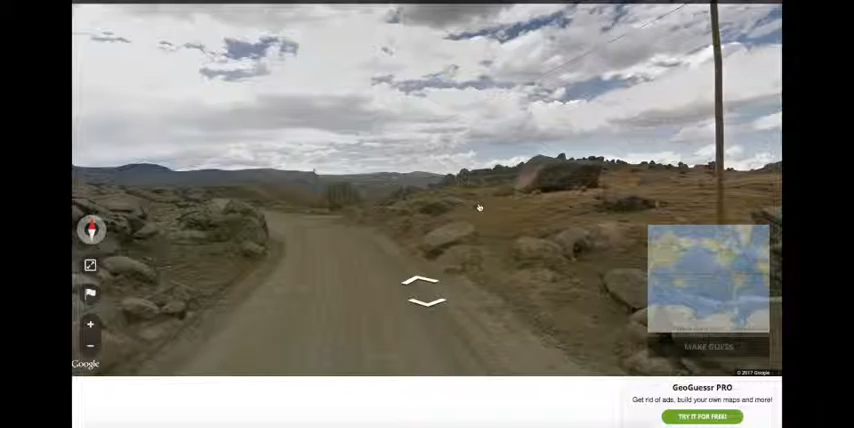 Google
MAKE GUESS
© 2017 Google
GeoGuessr PRO
Get rid of ads, build your own maps and more!
TRY IT FOR FREE!